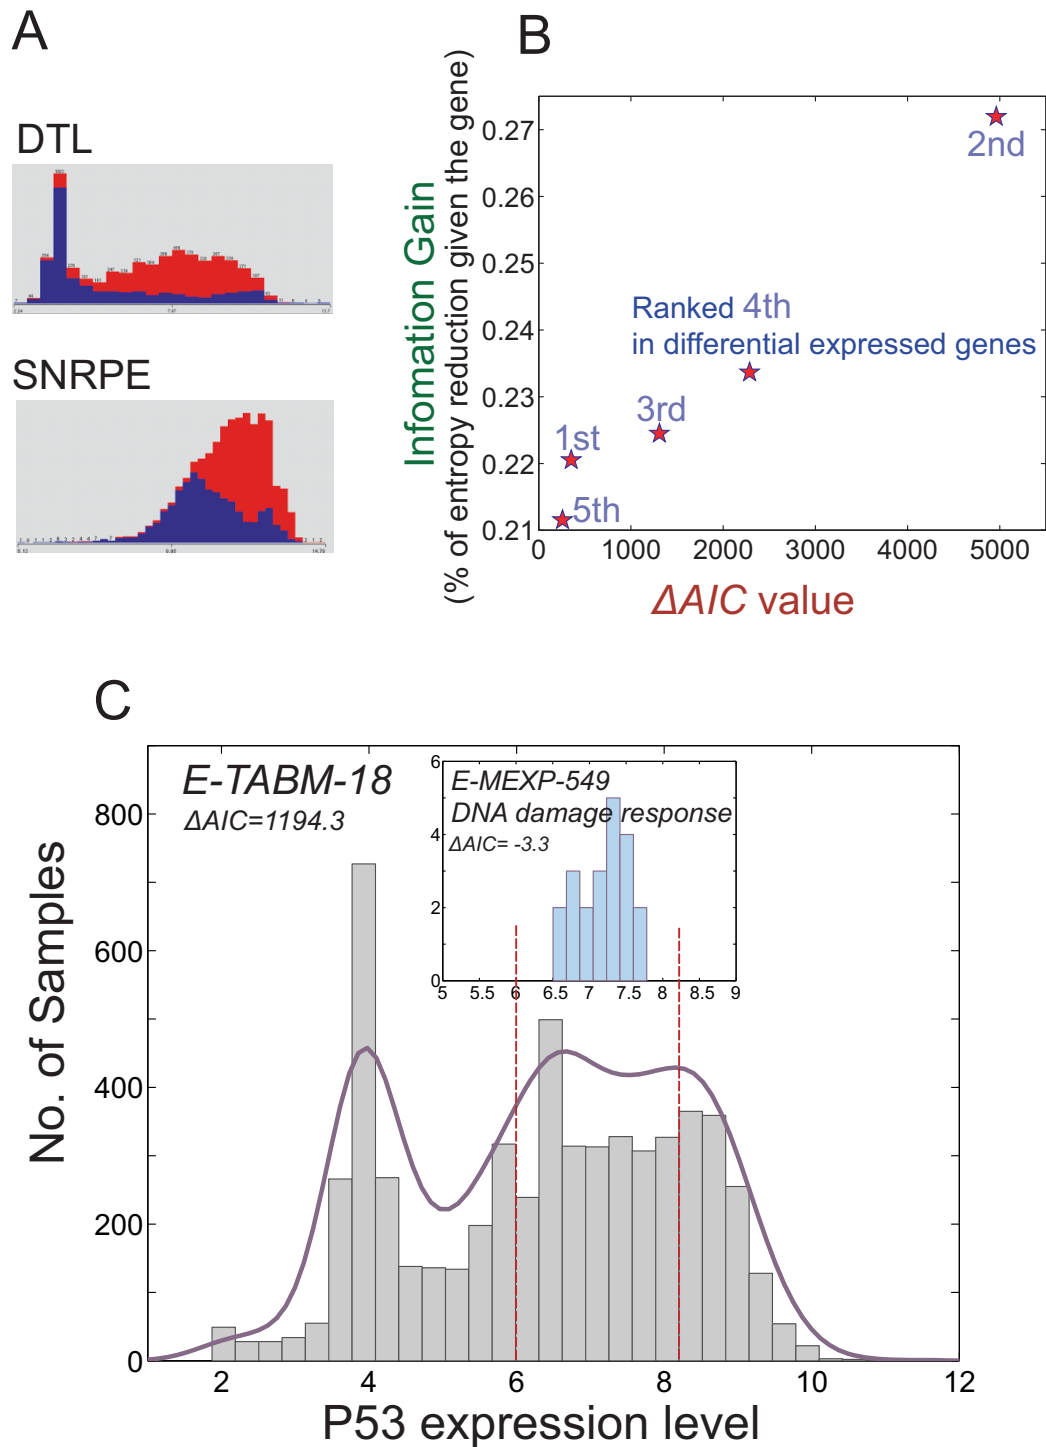 A
B
DTL
SNRPE
Infomation Gain
(% of entropy reduction given the gene)
0.27
0.26
0.25
0.24
0.23
0.22
0.21
2nd
Ranked 4th
in differential expressed genes
3rd
1st
5th
0 1000 2000 3000 4000 5000
ΔAIC value
C
E-TABM-18
ΔAIC=1194.3
E-MEXP-549
DNA damage response
ΔAIC= -3.3
6
4
2
0
5 5.5 6 6.5 7 7.5 8 8.5 9
No. of Samples
800
600
400
200
0
2 4 6 8 10 12
P53 expression level